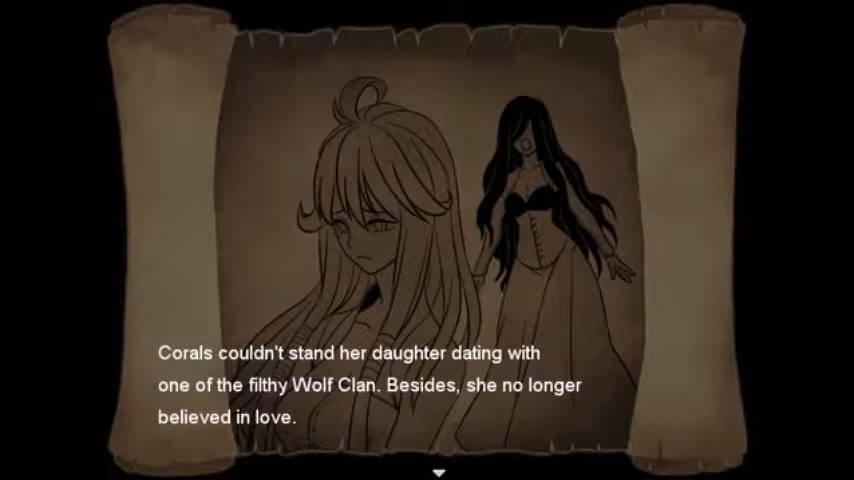 Corals couldn't stand her daughter dating with
one of the filthy Wolf Clan. Besides, she no longer
believed in love.